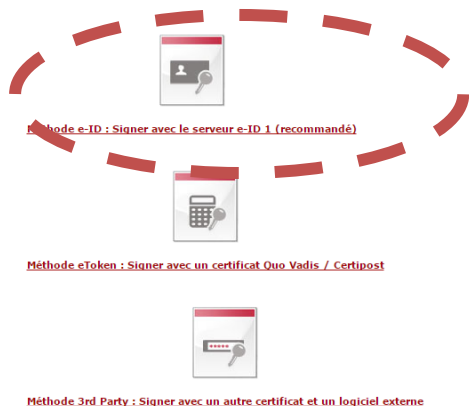 Méthode e-ID : Signer avec le serveur e-ID 1 (recommandé)
Méthode eToken : Signer avec un certificat Quo Vadis / Certipost
Méthode 3rd Party : Signer avec un autre certificat et un logiciel externe